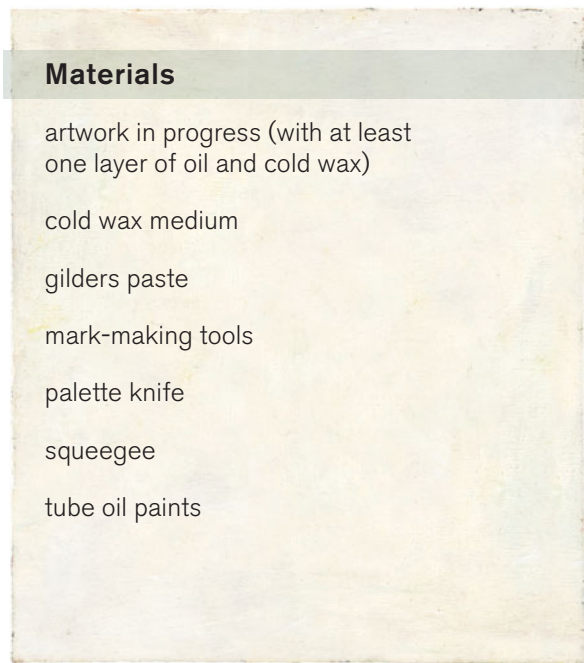 Materials
artwork in progress (with at least
one layer of oil and cold wax)
cold wax medium
gilders paste
mark-making tools
palette knife
squeegee
tube oil paints